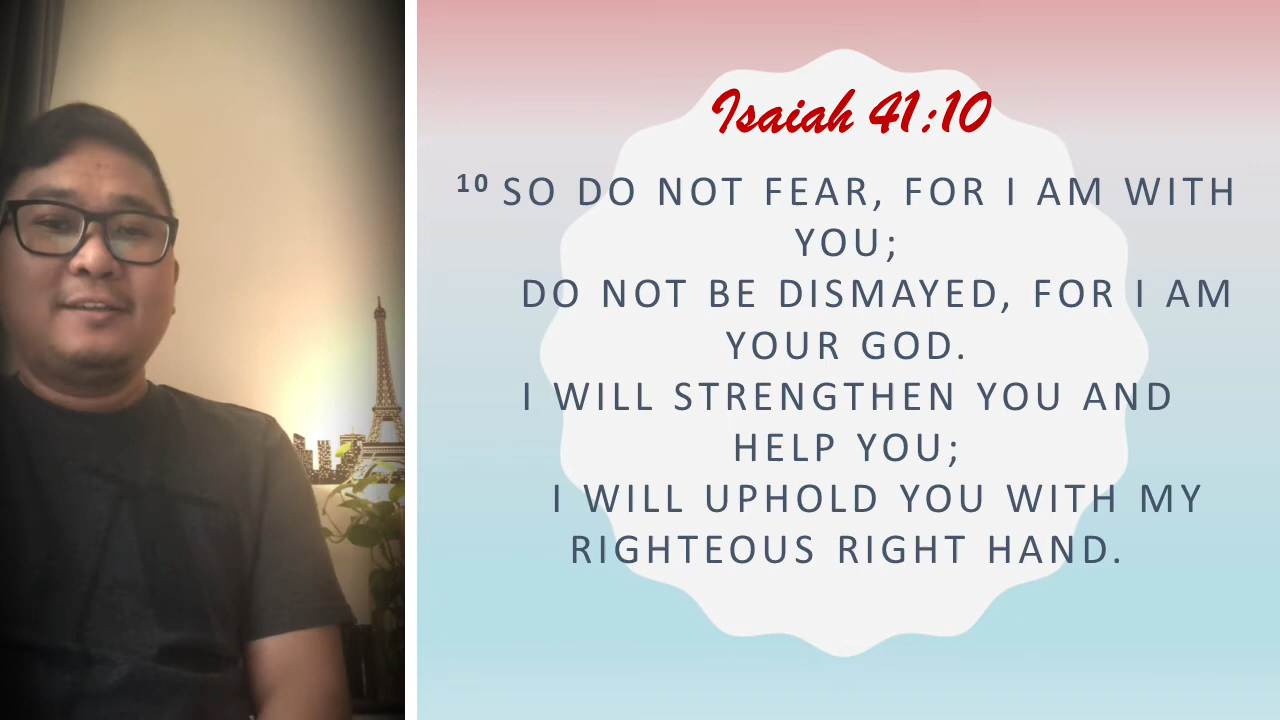 Isaiah 41:10
10 SO DO NOT FEAR, FOR I AM WITH
YOU;
DO NOT BE DISMAYED, FOR I AM
YOUR GOD.
I WILL STRENGTHEN YOU AND
HELP YOU;
I WILL UPHOLD YOU WITH MY
RIGHTEOUS RIGHT HAND.